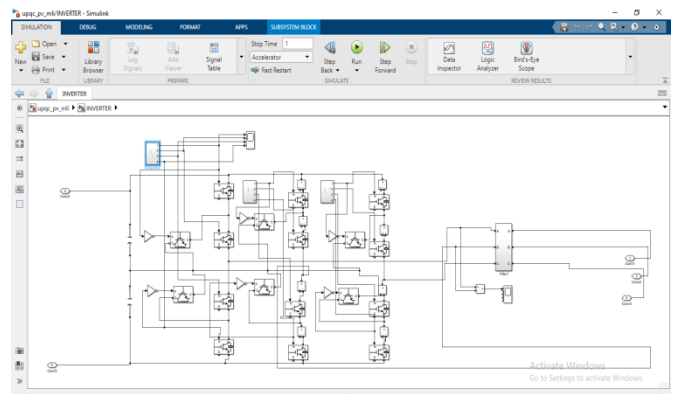 upqc_pv_mli/INVERTER - Simulink
SIMULATION DEBUG MODELING FORMAT APPS SUBSYSTEM BLOCK
New Open Save Print Library Browser Log Signals Add Viewer Signal Table Stop Time 1 Accelerator Fast Restart Step Back Run Step Forward Stop Data Inspector Logic Analyzer Bird's-Eye Scope
FILE LIBRARY PREPARE SIMULATE REVIEW RESULTS
INVERTER
upqc_pv_mli INVERTER
Activate Windows
Go to Settings to activate Windows.